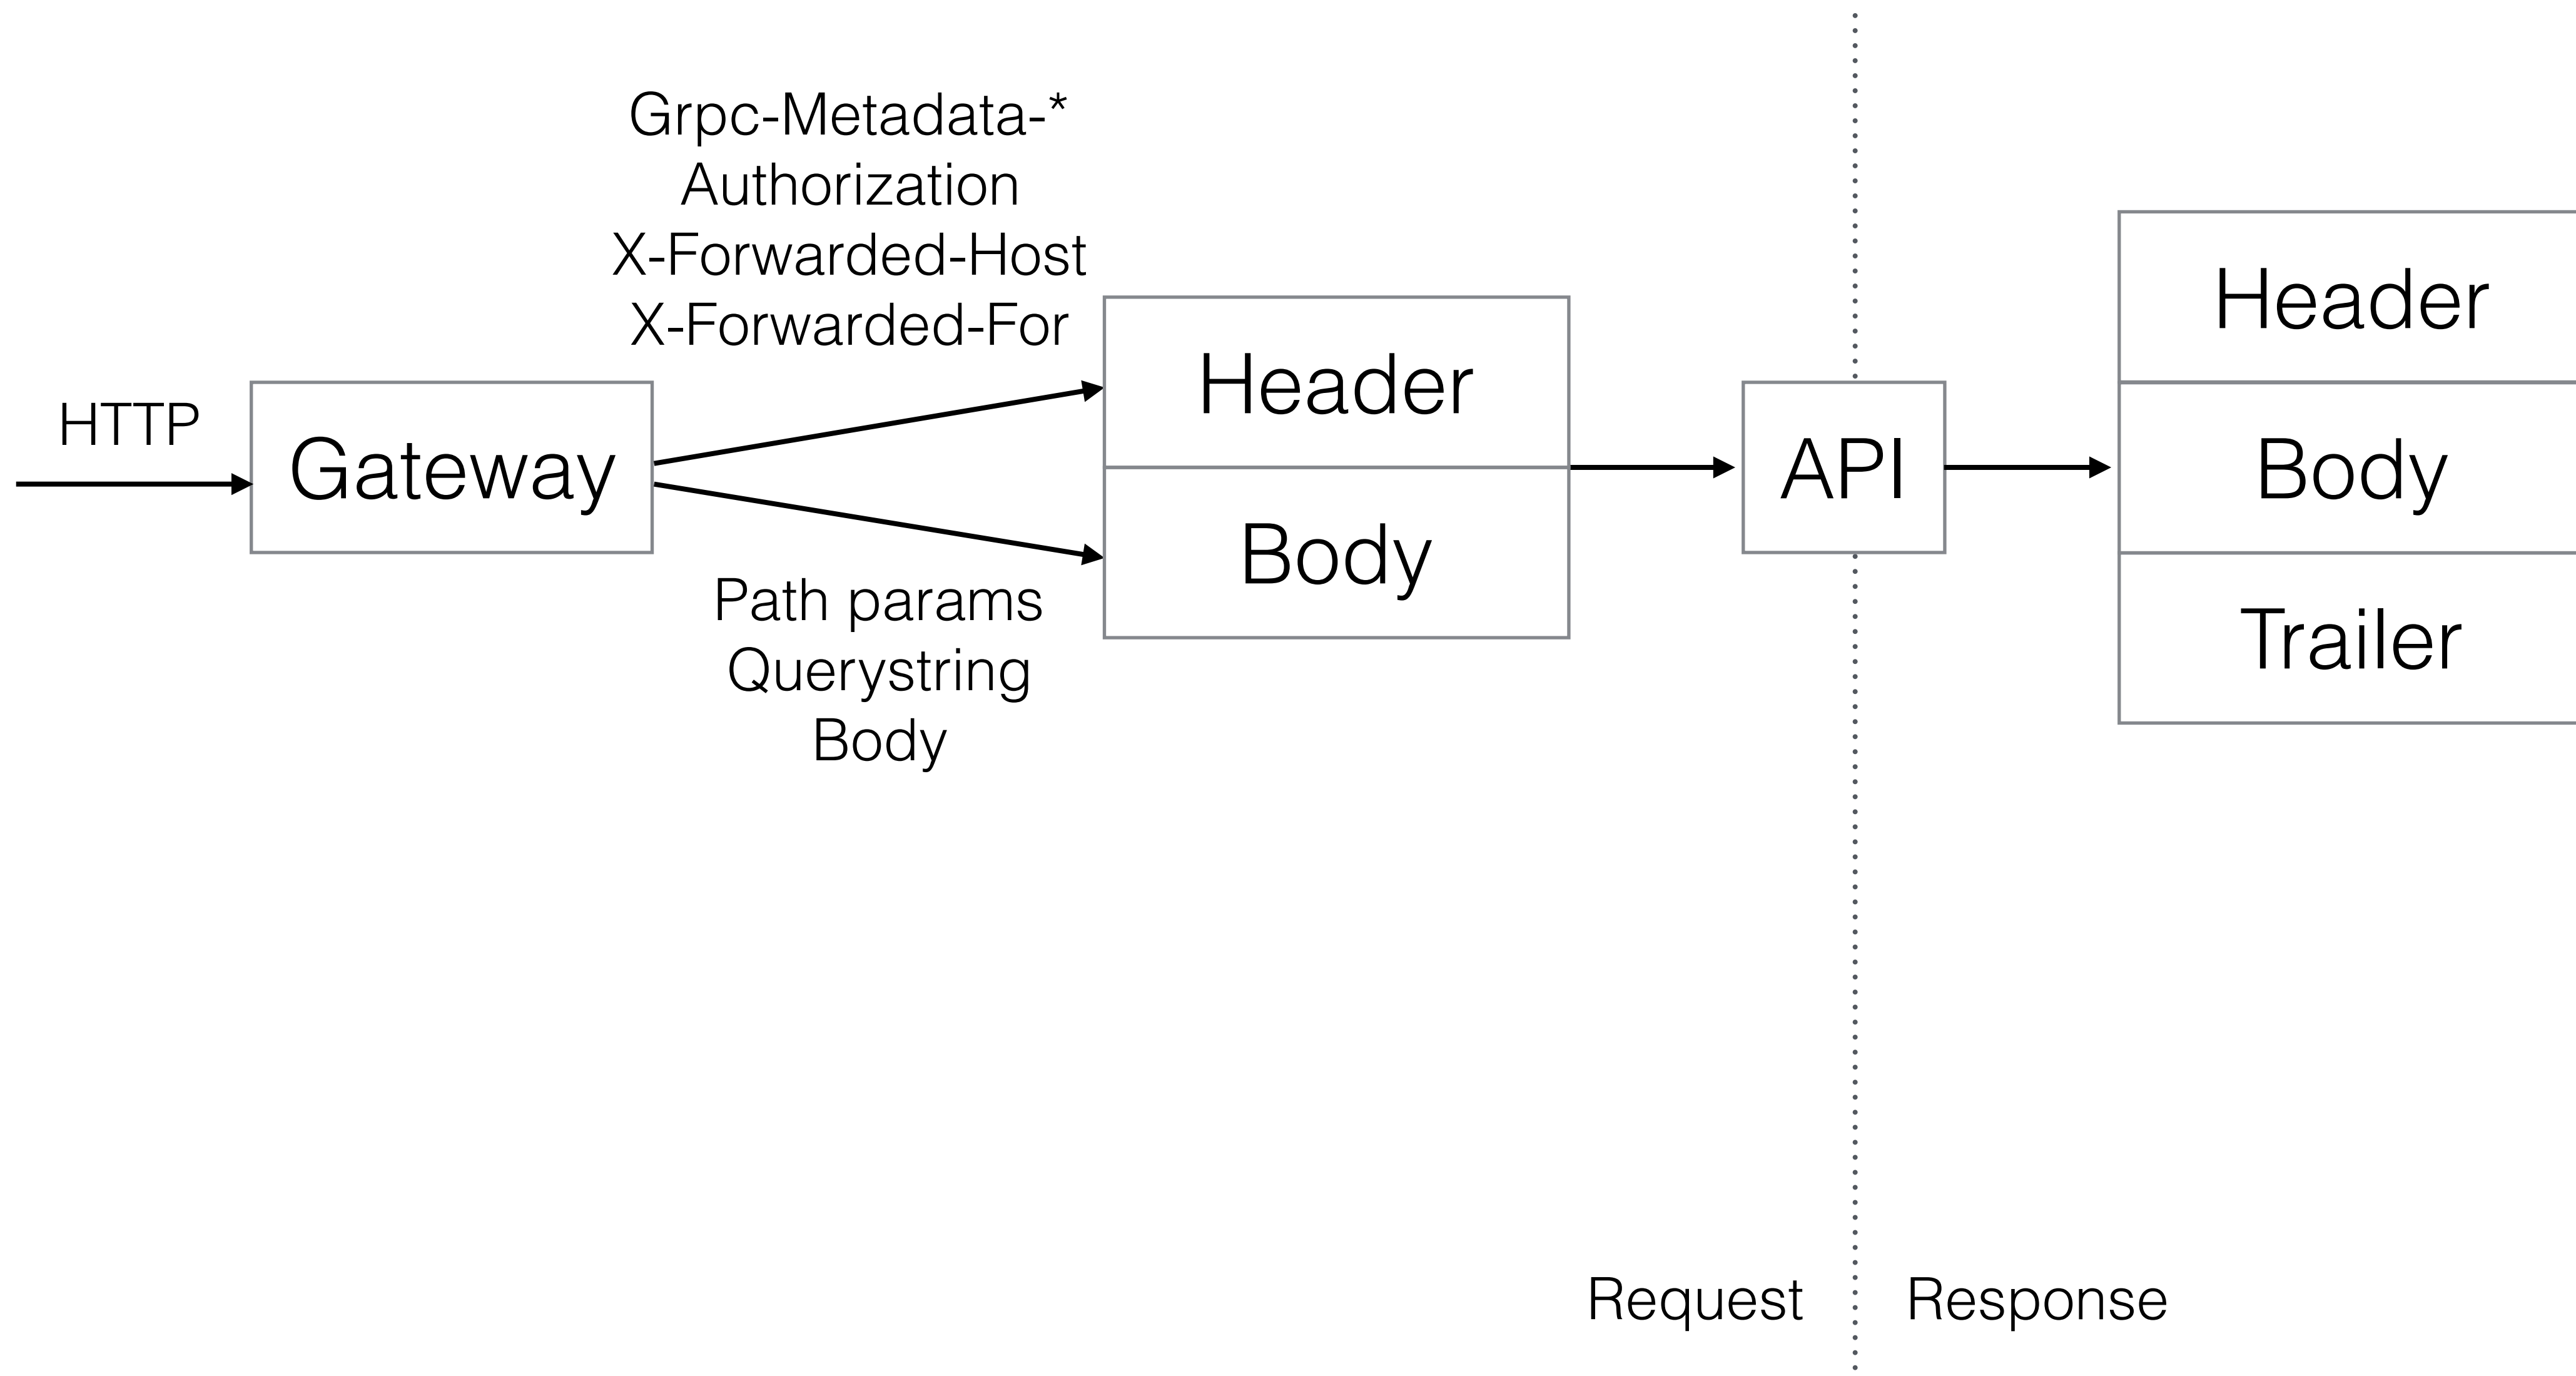 HTTP
Gateway
Grpc-Metadata-*
Authorization
X-Forwarded-Host
X-Forwarded-For
Path params
Querystring
Body
Header
Body
API
Header
Body
Trailer
Request
Response